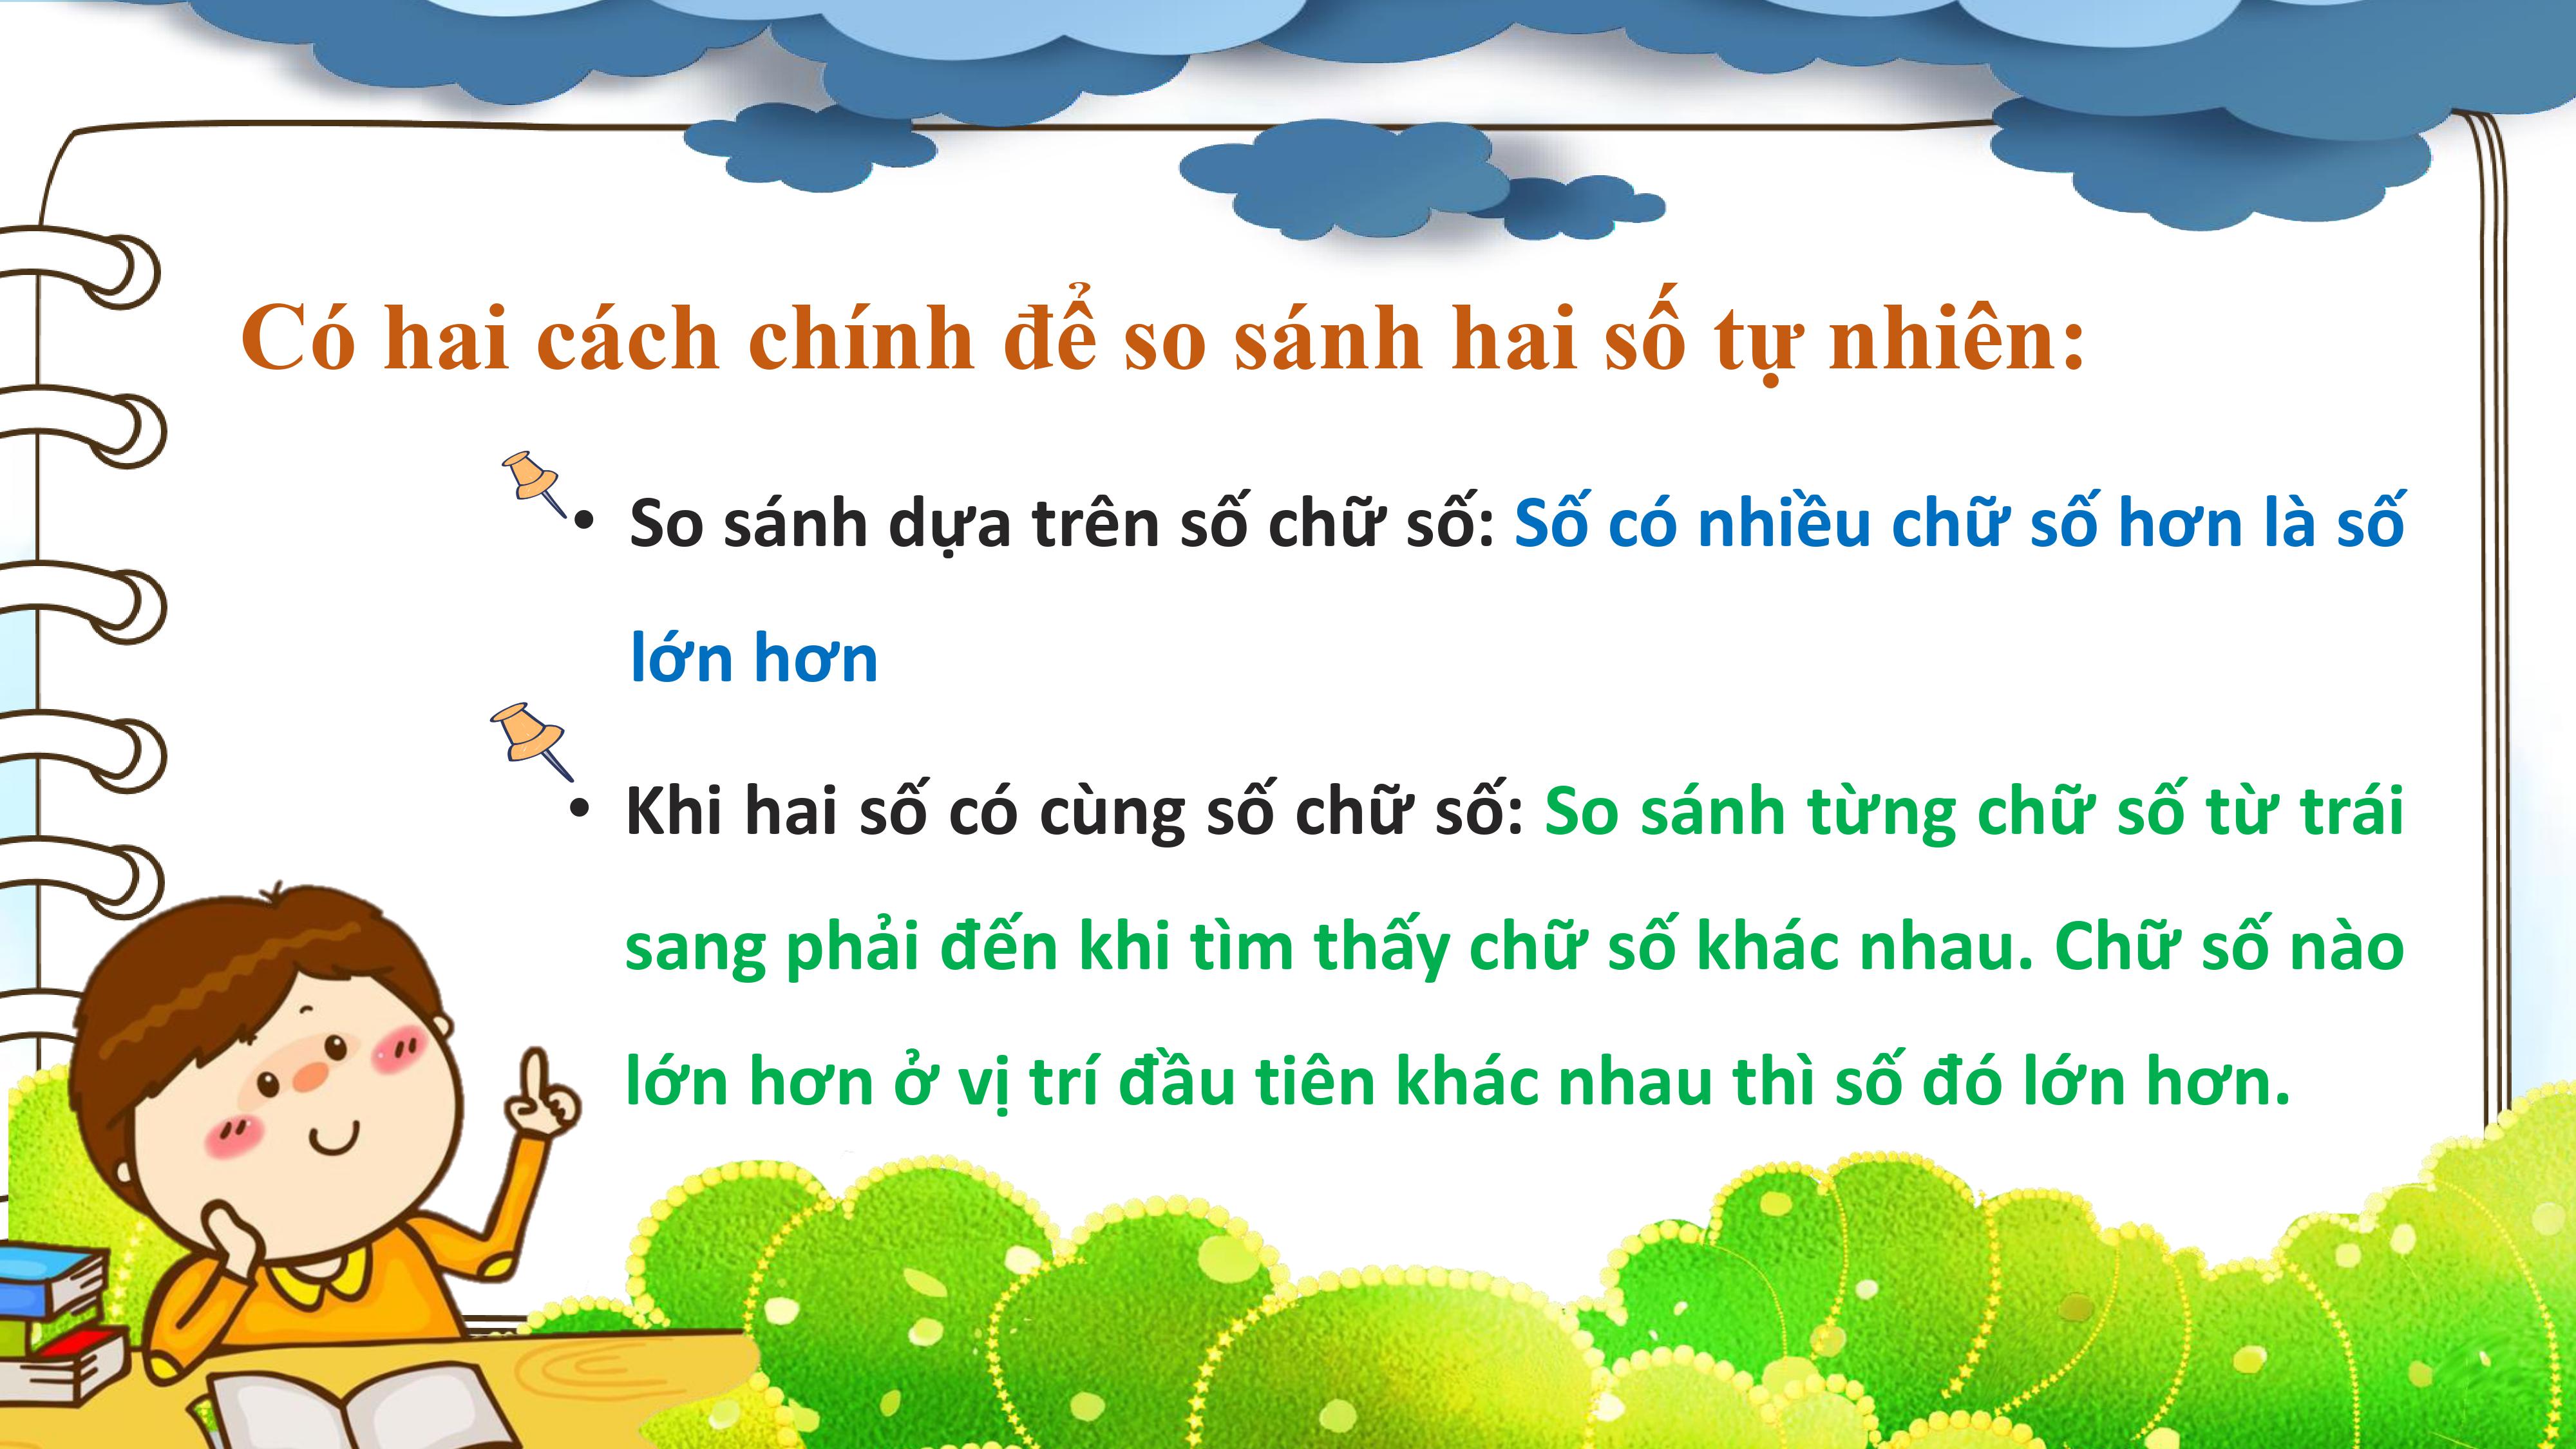 Có hai cách chính để so sánh hai số tự nhiên:
• So sánh dựa trên số chữ số: Số có nhiều chữ số hơn là số
lớn hơn
• Khi hai số có cùng số chữ số: So sánh từng chữ số từ trái
sang phải đến khi tìm thấy chữ số khác nhau. Chữ số nào
lớn hơn ở vị trí đầu tiên khác nhau thì số đó lớn hơn.